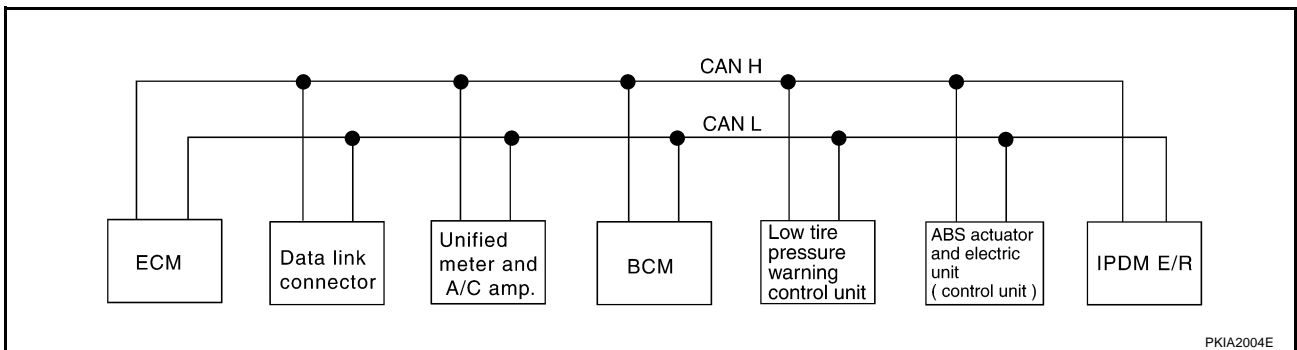 CAN H
CAN L
ECM
Data link
connector
Unified
meter and
A/C amp.
BCM
Low tire
pressure
warning
control unit
ABS actuator
and electric
unit
( control unit )
IPDM E/R
PKIA2004E